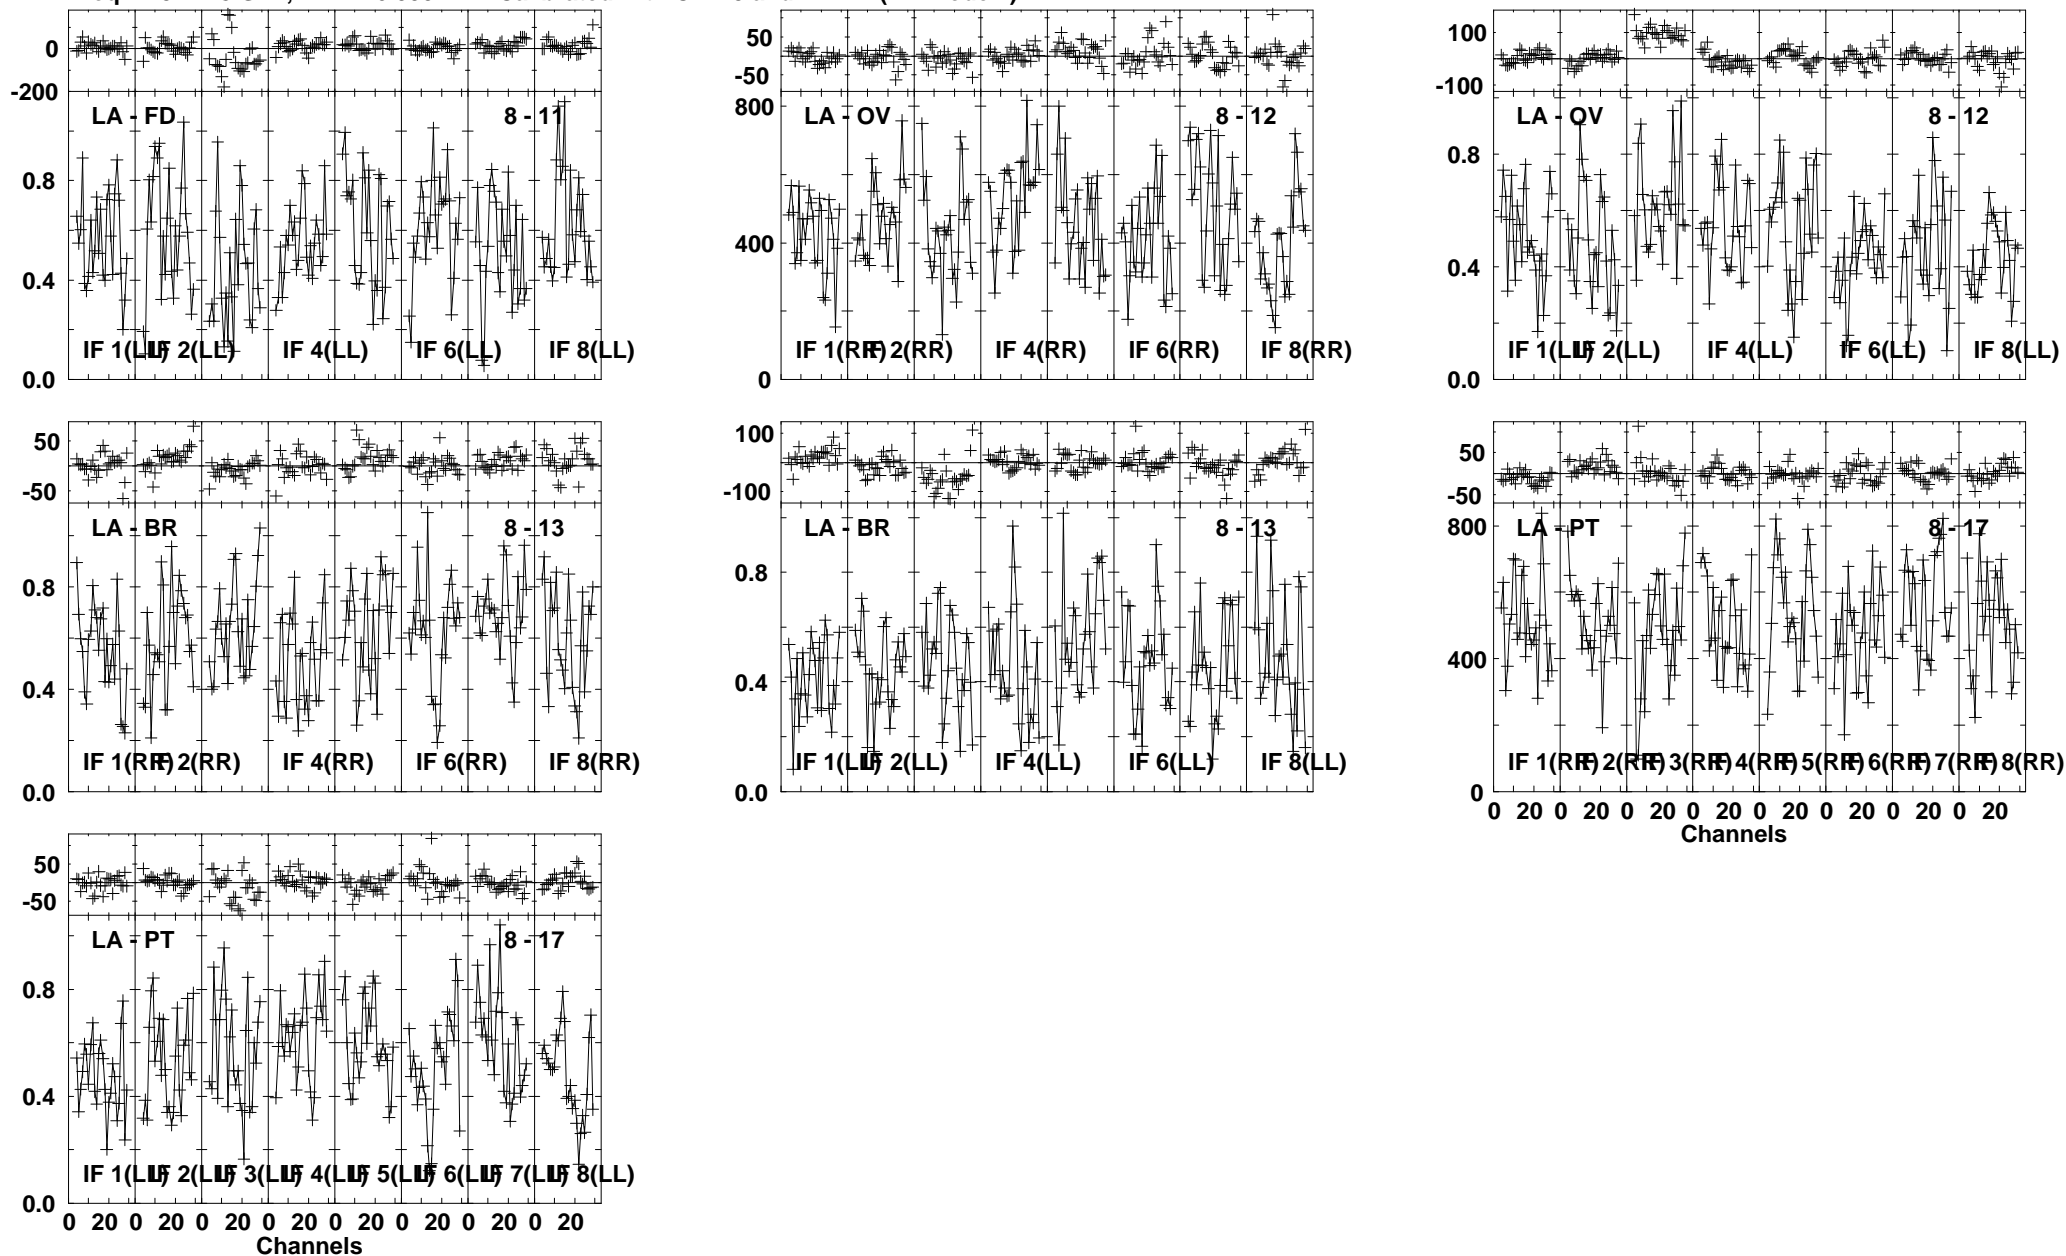 0
-200
LA - FD 8 - 11
0.8
0.4
0.0
IF 1(LL) IF 2(LL) IF 4(LL) IF 6(LL) IF 8(LL)
50
-50
800
LA - OV 8 - 12
400
0
IF 1(RR) IF 2(RR) IF 4(RR) IF 6(RR) IF 8(RR)
100
-100
LA - OV 8 - 12
0.8
0.4
0.0
IF 1(LL) IF 2(LL) IF 4(LL) IF 6(LL) IF 8(LL)
50
-50
LA - BR 8 - 13
0.8
0.4
0.0
IF 1(RR) IF 2(RR) IF 4(RR) IF 6(RR) IF 8(RR)
100
-100
LA - BR 8 - 13
0.8
0.4
0.0
IF 1(LL) IF 2(LL) IF 4(LL) IF 6(LL) IF 8(LL)
50
-50
800
LA - PT 8 - 17
400
0
IF 1(RR) IF 2(RR) IF 3(RR) IF 4(RR) IF 5(RR) IF 6(RR) IF 7(RR) IF 8(RR)
0 20 0 20 0 20 0 20 0 20 0 20 0 20 0 20
Channels
50
-50
LA - PT 8 - 17
0.8
0.4
0.0
IF 1(LL) IF 2(LL) IF 3(LL) IF 4(LL) IF 5(LL) IF 6(LL) IF 7(LL) IF 8(LL)
0 20 0 20 0 20 0 20 0 20 0 20 0 20 0 20
Channels